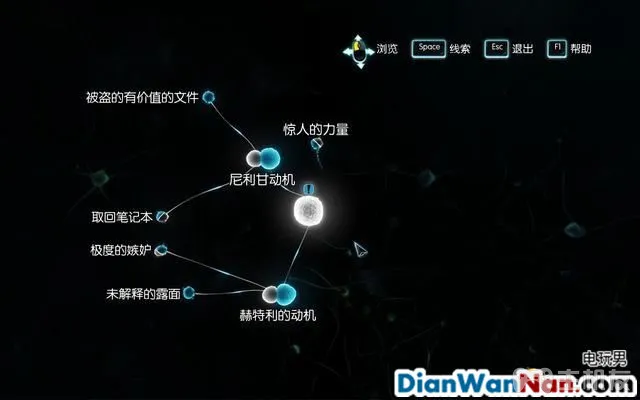 浏览 Space 线索 Esc 退出 F1 帮助
被盗的有价值的文件
惊人的力量
尼利甘动机
取回笔记本
极度的嫉妒
未解释的露面
赫特利的动机
电玩男
DianWanNan.com